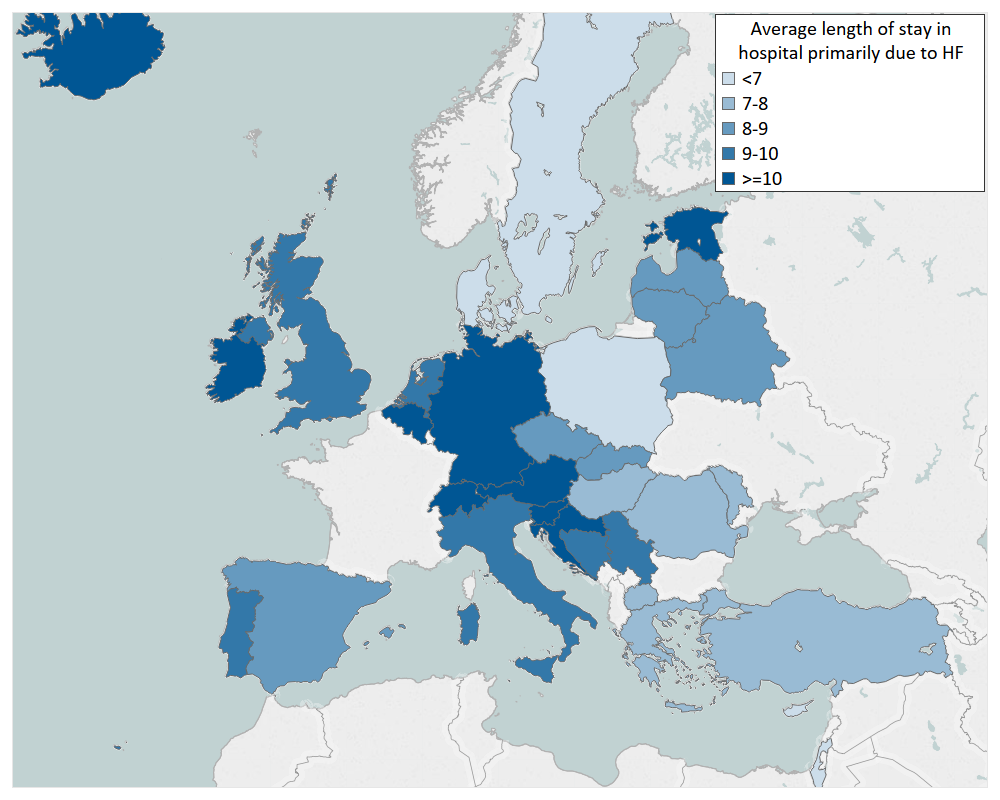 Average length of stay in
hospital primarily due to HF
<7
7-8
8-9
9-10
>=10